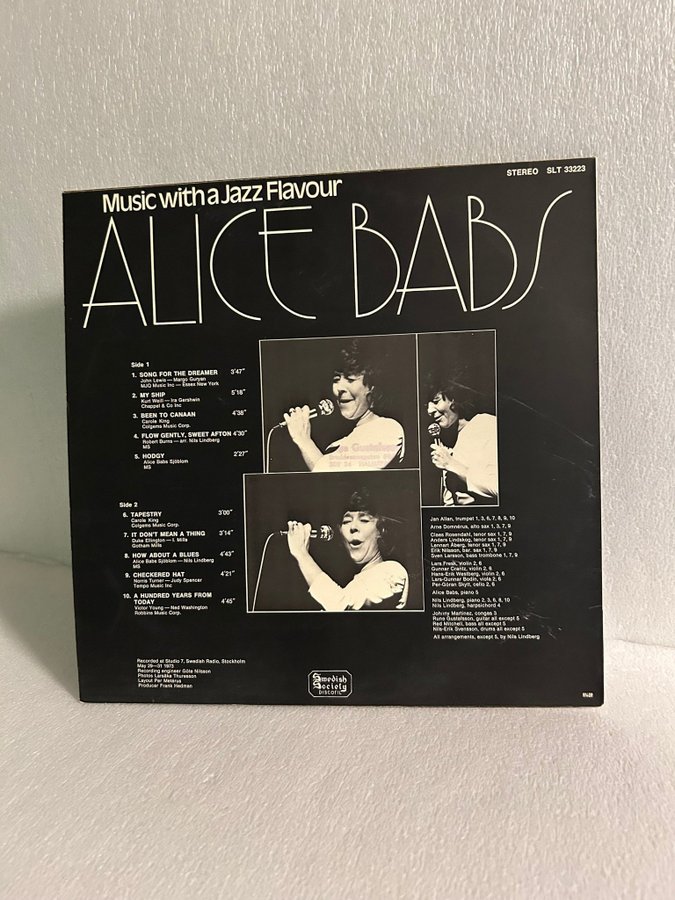 STEREO SLT 33223
Music with a Jazz Flavour
ALICE BABS
Side 1
1. SONG FOR THE DREAMER 3'47"
John Lewis — Margo Guryan
MJQ Music Inc — Essex New York
2. MY SHIP 5'18"
Kurt Weill — Ira Gershwin
Chappel & Co Inc
3. BEEN TO CANAAN 4'38"
Carole King
Colgems Music Corp.
4. FLOW GENTLY, SWEET AFTON 4'30"
Robert Burns — arr. Nils Lindberg
MS
5. HODGY 2'27"
Alice Babs Sjöblom
MS
Side 2
6. TAPESTRY 3'00"
Carole King
Colgems Music Corp.
7. IT DON'T MEAN A THING 3'14"
Duke Ellington — I. Mills
Gotham Mills
8. HOW ABOUT A BLUES 4'43"
Alice Babs Sjöblom — Nils Lindberg
MS
9. CHECKERED HAT 4'21"
Norris Turner — Judy Spencer
Tempo Music Inc
10. A HUNDRED YEARS FROM
TODAY 4'45"
Victor Young — Ned Washington
Robbins Music Corp.
Jan Allan, trumpet 1, 3, 6, 7, 8, 9, 10
Arne Domnérus, alto sax 1, 3, 7, 9
Claes Rosendahl, tenor sax 1, 7, 9
Anders Lindskog, tenor sax 1, 7, 9
Lennart Åberg, tenor sax 1, 3, 7, 9
Erik Nilsson, bar. sax 1, 7, 9
Sven Larsson, bass trombone 1, 7, 9
Lars Fresk, violin 2, 6
Gunnar Crantz, violin 2, 6
Hans-Erik Westberg, violin 2, 6
Lars-Gunnar Bodin, viola 2, 6
Per-Göran Skytt, cello 2, 6
Alice Babs, piano 5
Nils Lindberg, piano 2, 3, 6, 8, 10
Nils Lindberg, harpsichord 4
Johnny Martinez, congas 3
Rune Gustafsson, guitar all except 5
Red Mitchell, bass all except 5
Nils-Erik Svensson, drums all except 5
All arrangements, except 5, by Nils Lindberg
Recorded at Studio 7, Swedish Radio, Stockholm
May 29—31 1973
Recording engineer Göte Nilsson
Photos Larsåke Thuresson
Layout Per Metérus
Producer Frank Hedman
Swedish
Society
DISCOFIL